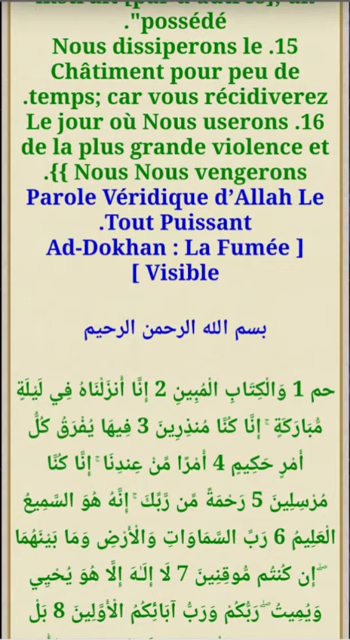 "possédé".
15. Nous dissiperons le
Châtiment pour peu de
temps; car vous récidiverez.
16. Le jour où Nous userons
de la plus grande violence et
Nous Nous vengerons }}.
Parole Véridique d’Allah Le
Tout Puissant.
[ Ad-Dokhan : La Fumée
Visible ]
بسم الله الرحمن الرحيم
حم 1 وَالْكِتَابِ الْمُبِينِ 2 إِنَّا أَنزَلْنَاهُ فِي لَيْلَةٍ
مُّبَارَكَةٍ ۚ إِنَّا كُنَّا مُنذِرِينَ 3 فِيهَا يُفْرَقُ كُلُّ
أَمْرٍ حَكِيمٍ 4 أَمْرًا مِّنْ عِندِنَا ۚ إِنَّا كُنَّا
مُرْسِلِينَ 5 رَحْمَةً مِّن رَّبِّكَ ۚ إِنَّهُ هُوَ السَّمِيعُ
الْعَلِيمُ 6 رَبِّ السَّمَاوَاتِ وَالْأَرْضِ وَمَا بَيْنَهُمَا
ۖ إِن كُنتُم مُّوقِنِينَ 7 لَا إِلَٰهَ إِلَّا هُوَ يُحْيِي
وَيُمِيتُ ۖ رَبُّكُمْ وَرَبُّ آبَائِكُمُ الْأَوَّلِينَ 8 بَلْ